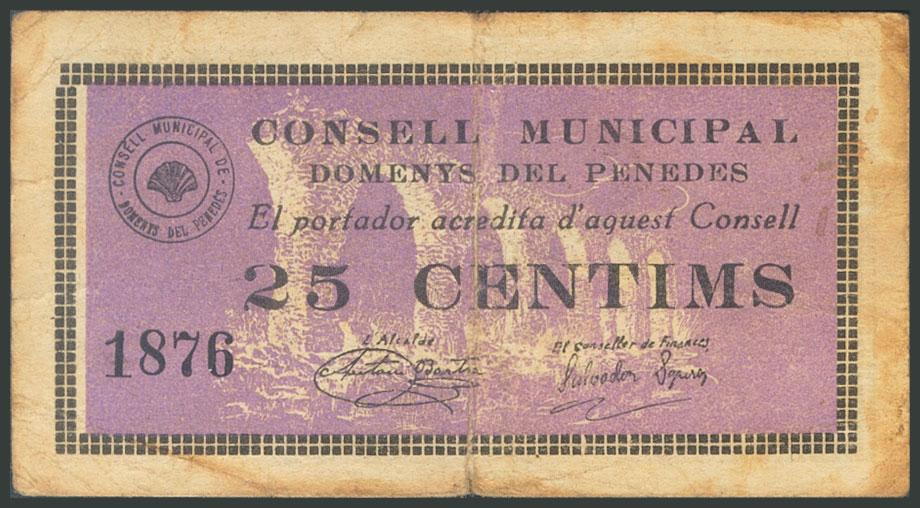 CONSELL MUNICIPAL
DOMENYS DEL PENEDES
El portador acredita d'aquest Consell
25 CENTIMS
CONSELL MUNICIPAL DE
DOMENYS DEL PENEDES
1876
L'Alcalde
El Conseller de Finances,
Salvador